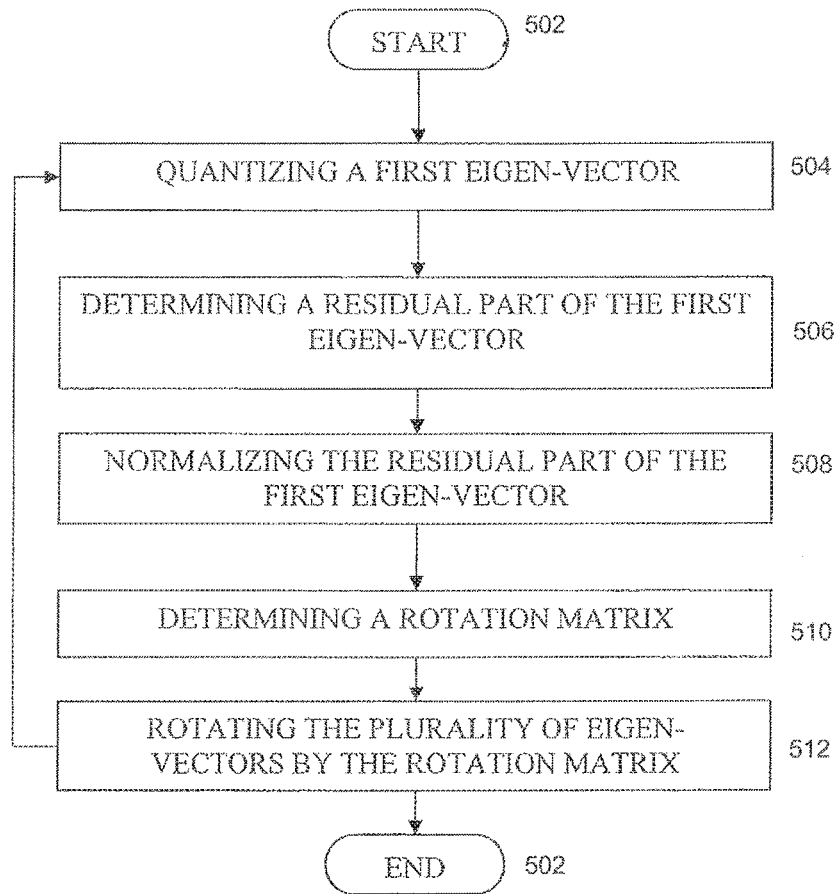 START
502
QUANTIZING A FIRST EIGEN-VECTOR
504
DETERMINING A RESIDUAL PART OF THE FIRST
EIGEN-VECTOR
506
NORMALIZING THE RESIDUAL PART OF THE
FIRST EIGEN-VECTOR
508
DETERMINING A ROTATION MATRIX
510
ROTATING THE PLURALITY OF EIGEN-
VECTORS BY THE ROTATION MATRIX
512
END
502